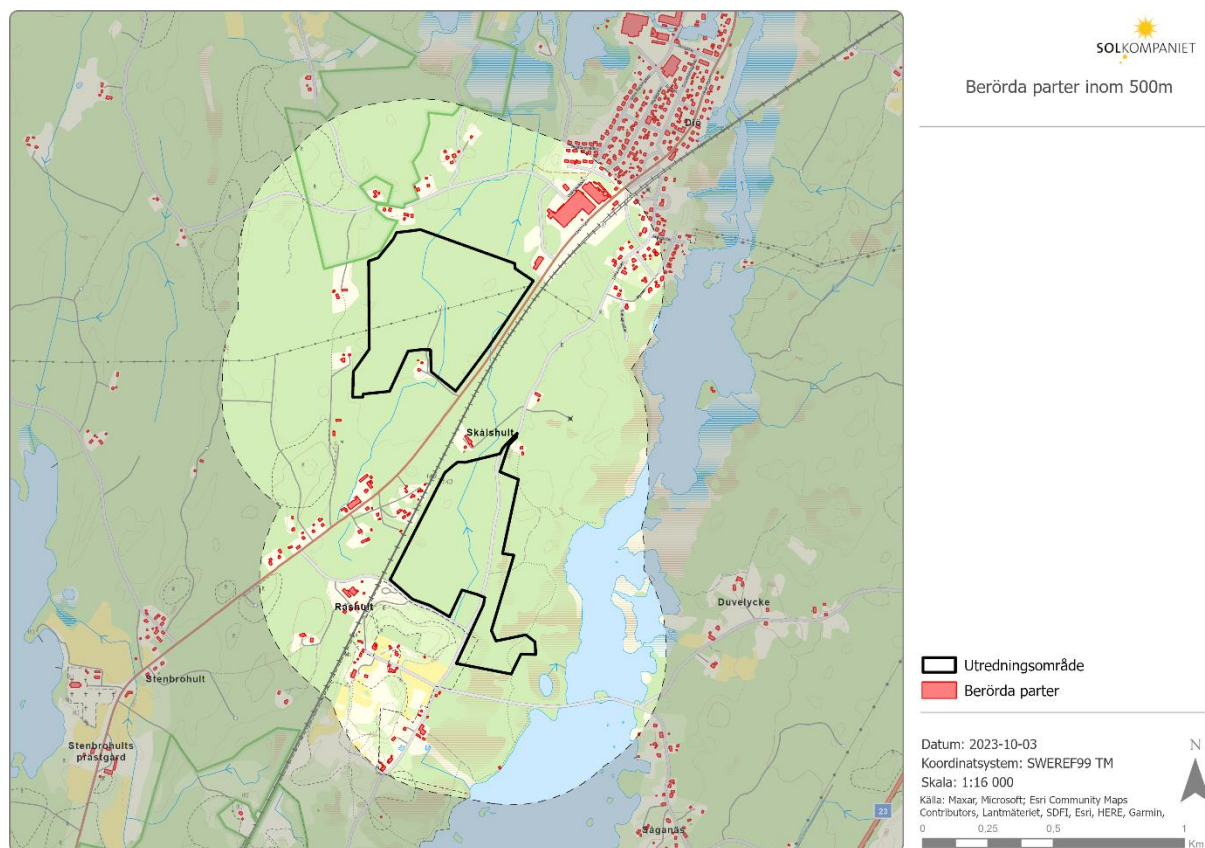 SOLKOMPANIET
Berörda parter inom 500m
Diö
Skälshult
Råshult
Stenbrohult
Stenbrohults
prästgård
Duvelycke
Såganäs
23
Utredningsområde
Berörda parter
Datum: 2023-10-03
Koordinatsystem: SWEREF99 TM
Skala: 1:16 000
Källa: Maxar, Microsoft; Esri Community Maps
Contributors, Lantmäteriet, SDFI, Esri, HERE, Garmin,
N
0 0,25 0,5 1
Km